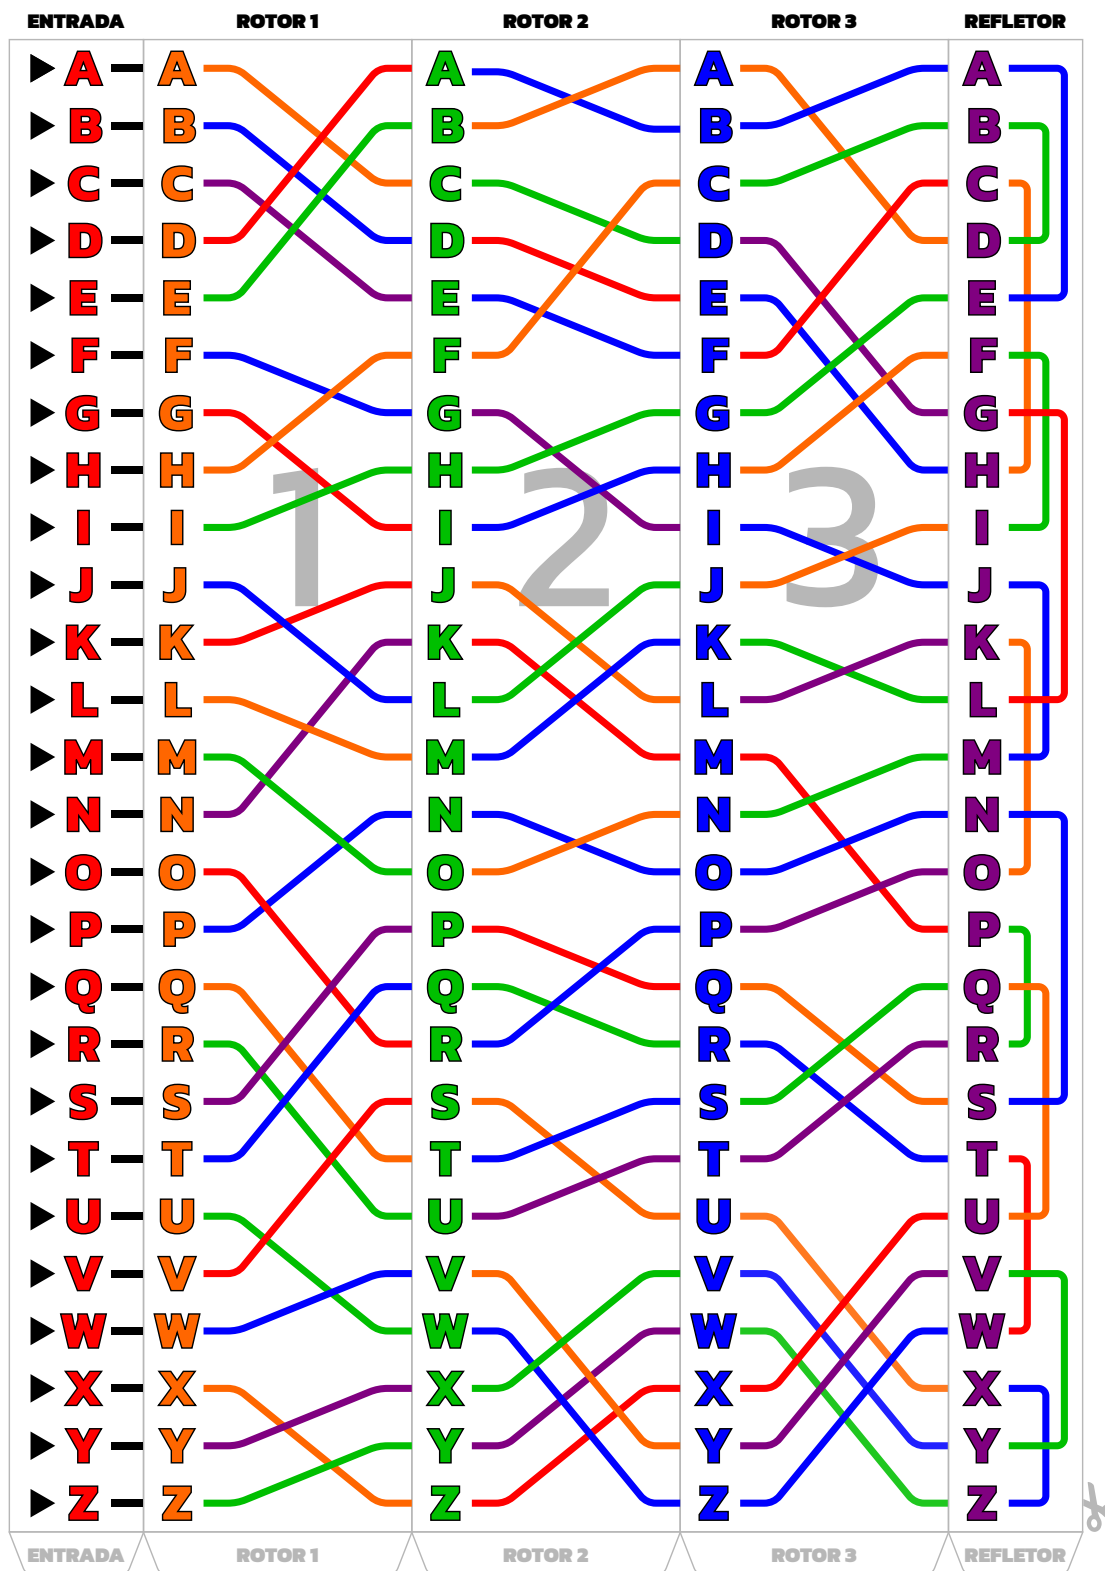 ENTRADA ROTOR 1 ROTOR 2 ROTOR 3 REFLETOR
A A A A A
B B B B B
C C C C C
D D D D D
E E E E E
F F F F F
G G G G G
H H H H H
I I I I I
1 2 3
J J J J J
K K K K K
L L L L L
M M M M M
N N N N N
O O O O O
P P P P P
Q Q Q Q Q
R R R R R
S S S S S
T T T T T
U U U U U
V V V V V
W W W W W
X X X X X
Y Y Y Y Y
Z Z Z Z Z
ENTRADA ROTOR 1 ROTOR 2 ROTOR 3 REFLETOR